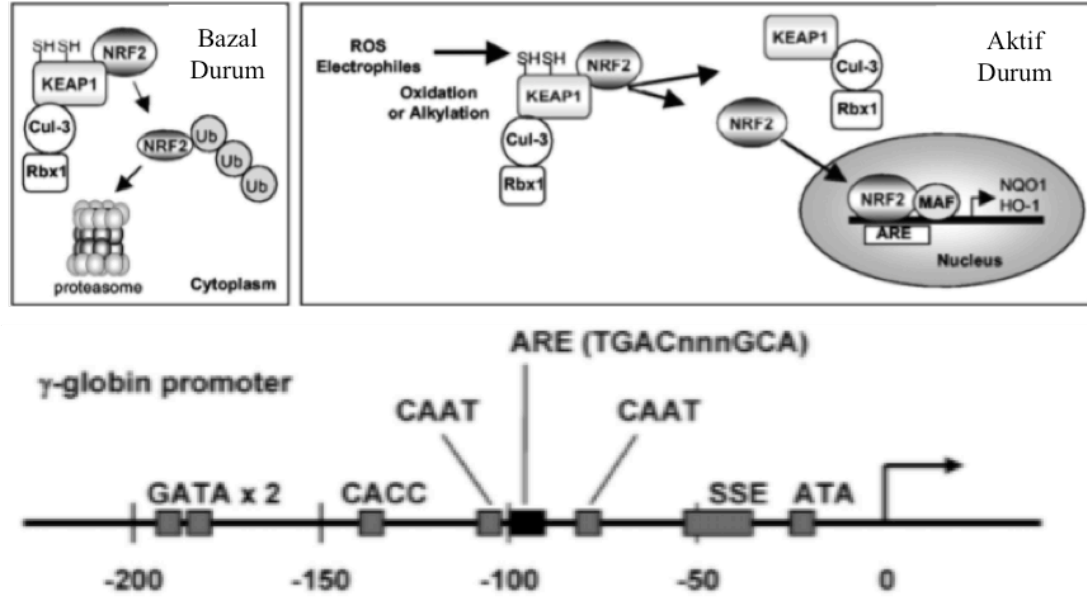 Bazal
Durum
SH SH
NRF2
KEAP1
Cul-3
Rbx1
NRF2
Ub
Ub
Ub
proteasome
Cytoplasm
ROS
Electrophiles
Oxidation
or Alkylation
SH SH
NRF2
KEAP1
Cul-3
Rbx1
KEAP1
Cul-3
Rbx1
Aktif
Durum
NRF2
NRF2
MAF
NQO1
HO-1
ARE
Nucleus
ARE (TGACnnnGCA)
γ-globin promoter
CAAT
CAAT
GATA x 2
CACC
SSE
ATA
-200
-150
-100
-50
0